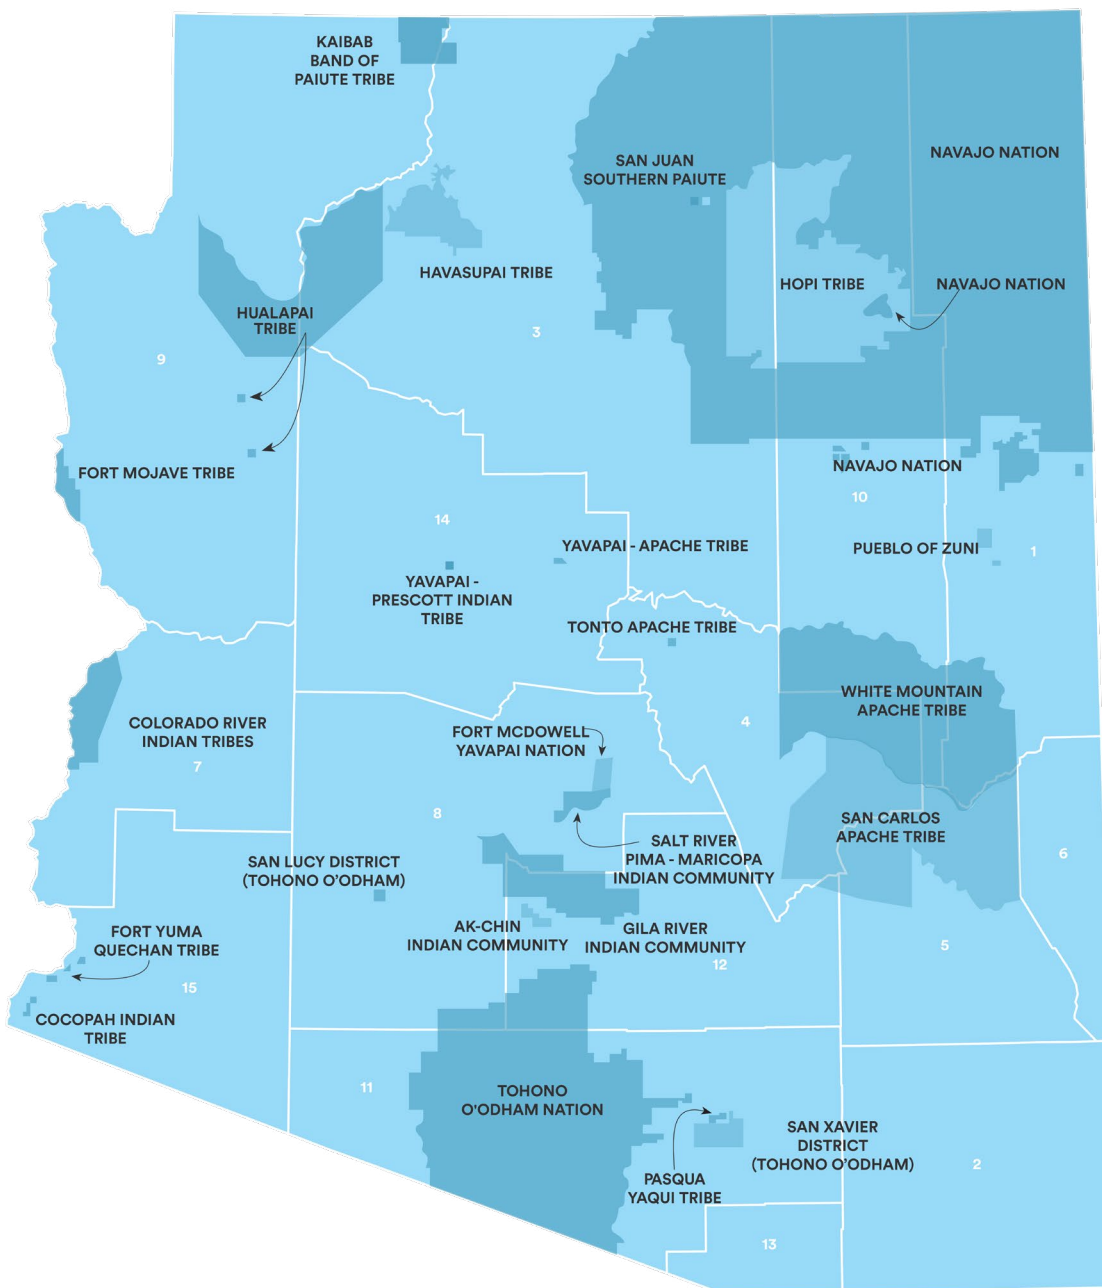 KAIBAB
BAND OF
PAIUTE TRIBE
SAN JUAN
SOUTHERN PAIUTE
NAVAJO NATION
HAVASUPAI TRIBE
HOPI TRIBE
NAVAJO NATION
HUALAPAI
TRIBE
3
9
FORT MOJAVE TRIBE
NAVAJO NATION
10
14
YAVAPAI - APACHE TRIBE
PUEBLO OF ZUNI
1
YAVAPAI -
PRESCOTT INDIAN
TRIBE
TONTO APACHE TRIBE
WHITE MOUNTAIN
APACHE TRIBE
COLORADO RIVER
INDIAN TRIBES
7
FORT MCDOWELL
YAVAPAI NATION
4
8
SALT RIVER
PIMA - MARICOPA
INDIAN COMMUNITY
SAN CARLOS
APACHE TRIBE
6
SAN LUCY DISTRICT
(TOHONO O'ODHAM)
FORT YUMA
QUECHAN TRIBE
AK-CHIN
INDIAN COMMUNITY
GILA RIVER
INDIAN COMMUNITY
12
5
15
COCOPAH INDIAN
TRIBE
11
TOHONO
O'ODHAM NATION
SAN XAVIER
DISTRICT
(TOHONO O'ODHAM)
2
PASQUA
YAQUI TRIBE
13